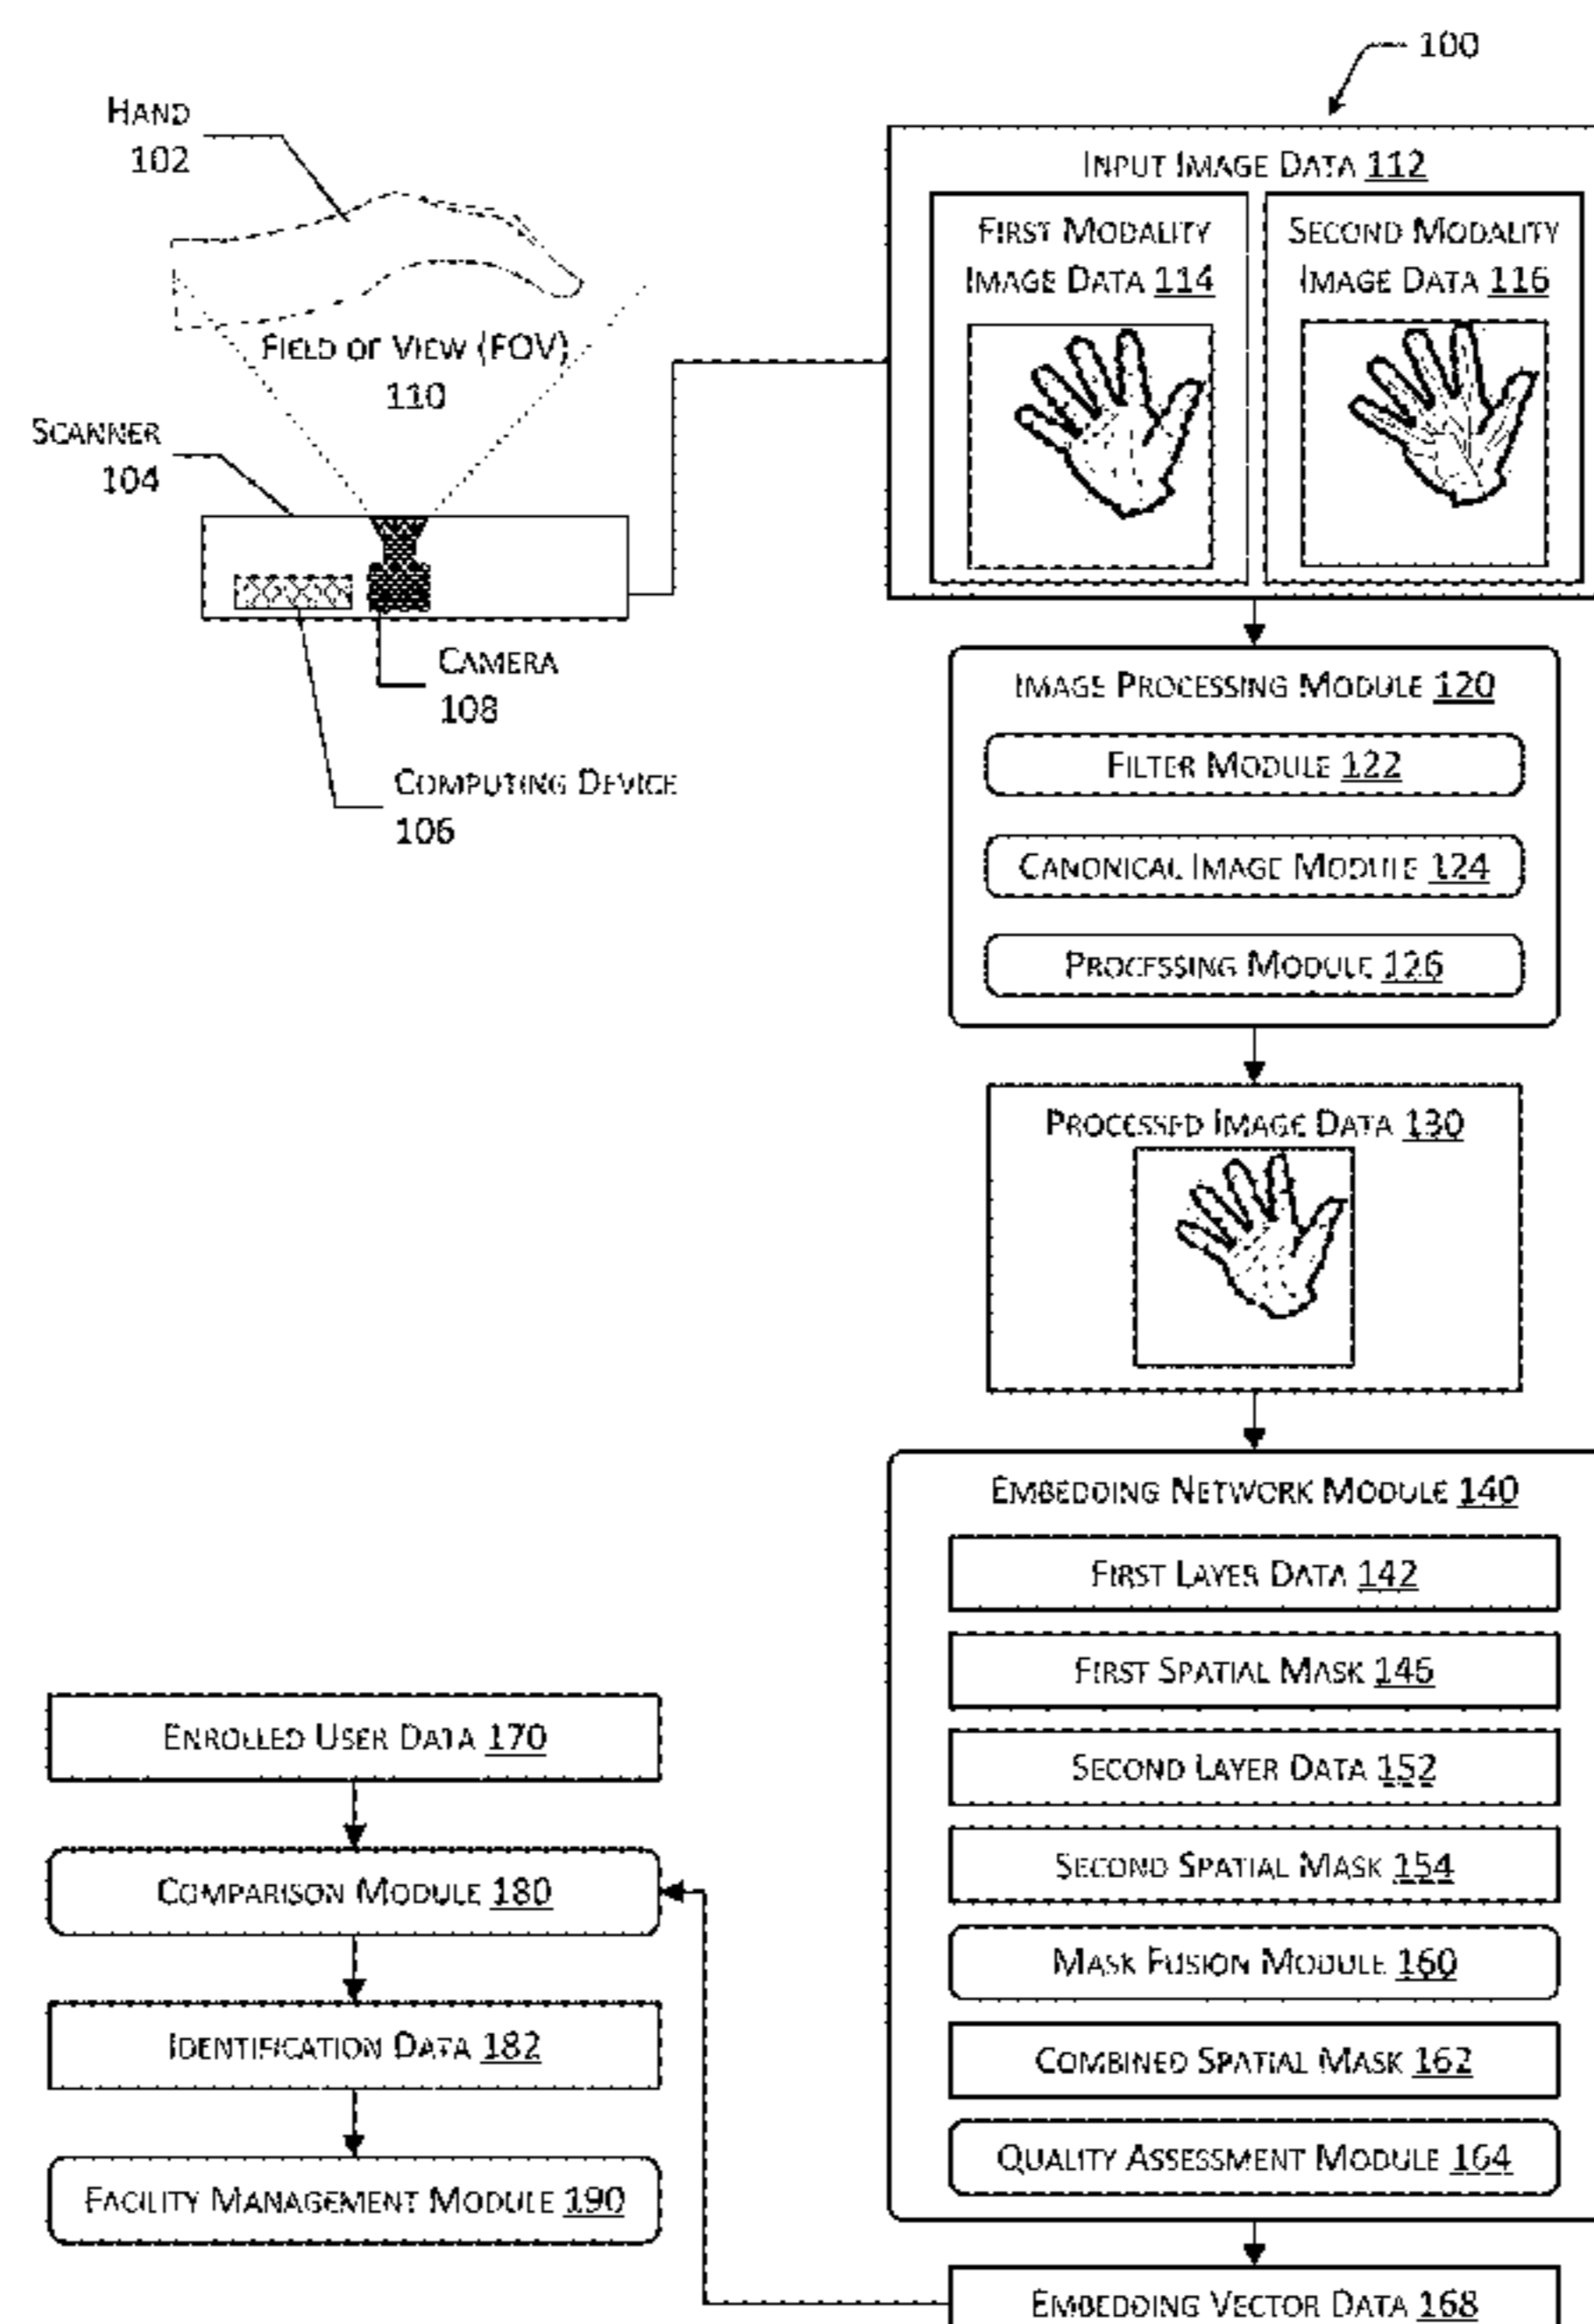 100
Hand
102
Field of View (FOV)
110
Scanner
104
Camera
108
Computing Device
106
Input Image Data 112
First Modality
Image Data 114
Second Modality
Image Data 116
Image Processing Module 120
Filter Module 122
Canonical Image Module 124
Processing Module 126
Processed Image Data 130
Embedding Network Module 140
First Layer Data 142
First Spatial Mask 146
Second Layer Data 152
Second Spatial Mask 154
Mask Fusion Module 160
Combined Spatial Mask 162
Quality Assessment Module 164
Embedding Vector Data 168
Enrolled User Data 170
Comparison Module 180
Identification Data 182
Facility Management Module 190